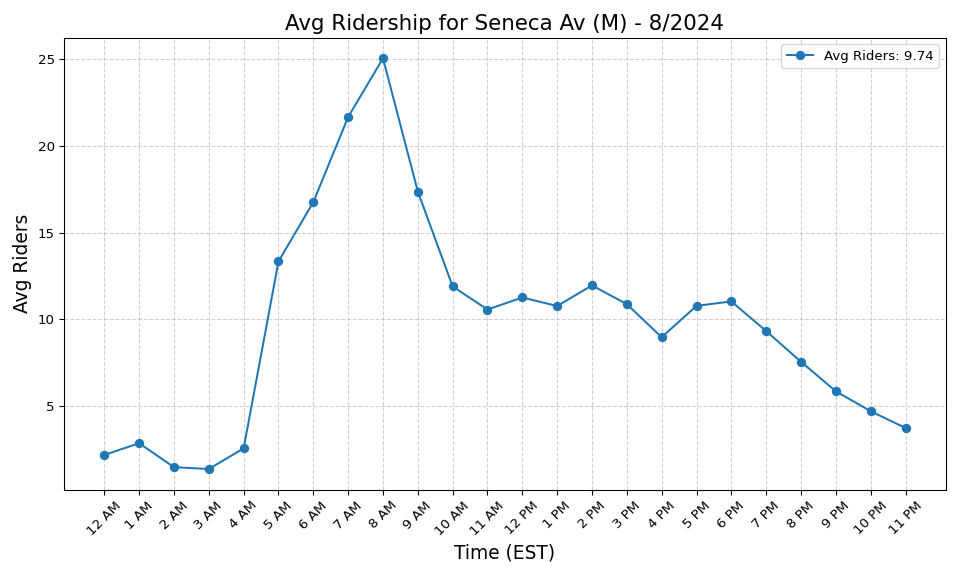 Avg Ridership for Seneca Av (M) - 8/2024
Avg Riders: 9.74
25
20
15
10
5
Avg Riders
12 AM
1 AM
2 AM
3 AM
4 AM
5 AM
6 AM
7 AM
8 AM
9 AM
10 AM
11 AM
12 PM
1 PM
2 PM
3 PM
4 PM
5 PM
6 PM
7 PM
8 PM
9 PM
10 PM
11 PM
Time (EST)